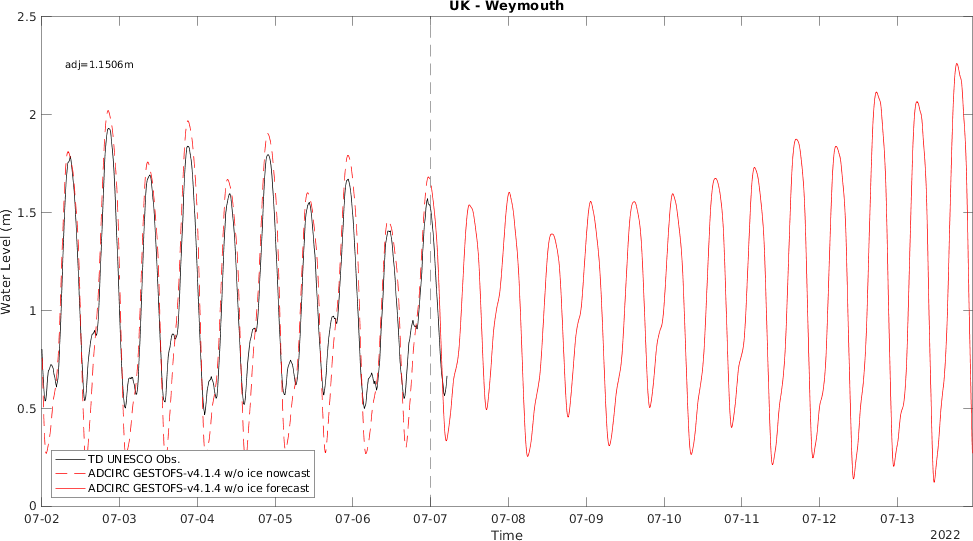 UK - Weymouth
adj=1.1506m
2.5
2
1.5
1
0.5
0
Water Level (m)
TD UNESCO Obs.
ADCIRC GESTOFS-v4.1.4 w/o ice nowcast
ADCIRC GESTOFS-v4.1.4 w/o ice forecast
07-02 07-03 07-04 07-05 07-06 07-07 07-08 07-09 07-10 07-11 07-12 07-13
Time
2022